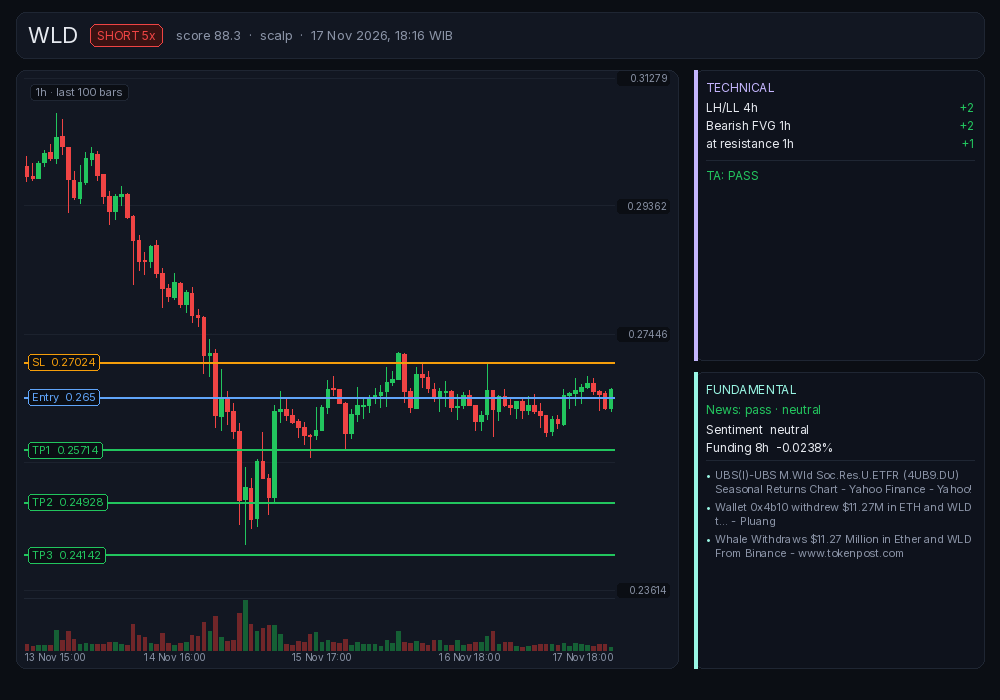 WLD SHORT 5x score 88.3 · scalp · 17 Nov 2026, 18:16 WIB
1h · last 100 bars
0.31279
0.29362
0.27446
SL 0.27024
Entry 0.265
TP1 0.25714
TP2 0.24928
TP3 0.24142
0.23614
13 Nov 15:00
14 Nov 16:00
15 Nov 17:00
16 Nov 18:00
17 Nov 18:00
TECHNICAL
LH/LL 4h +2
Bearish FVG 1h +2
at resistance 1h +1
TA: PASS
FUNDAMENTAL
News: pass · neutral
Sentiment neutral
Funding 8h -0.0238%
• UBS(I)-UBS M.Wld Soc.Res.U.ETFR (4UB9.DU)
Seasonal Returns Chart - Yahoo Finance - Yahoo!
• Wallet 0x4b10 withdrew $11.27M in ETH and WLD
t... - Pluang
• Whale Withdraws $11.27 Million in Ether and WLD
From Binance - www.tokenpost.com